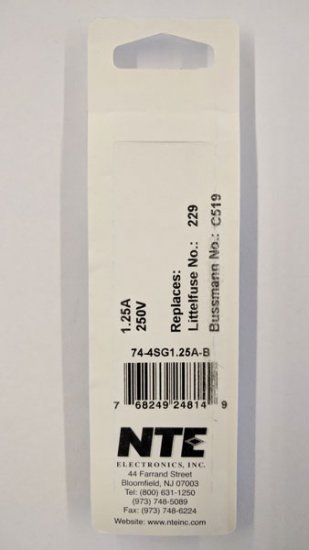 1.25A
250V
Replaces:
Littelfuse No.: 229
Bussmann No.: C519
74-4SG1.25A-B
7 68249 24814 9
NTE
ELECTRONICS, INC.
44 Farrand Street
Bloomfield, NJ 07003
Tel: (800) 631-1250
(973) 748-5089
Fax: (973) 748-6224
Website: www.nteinc.com